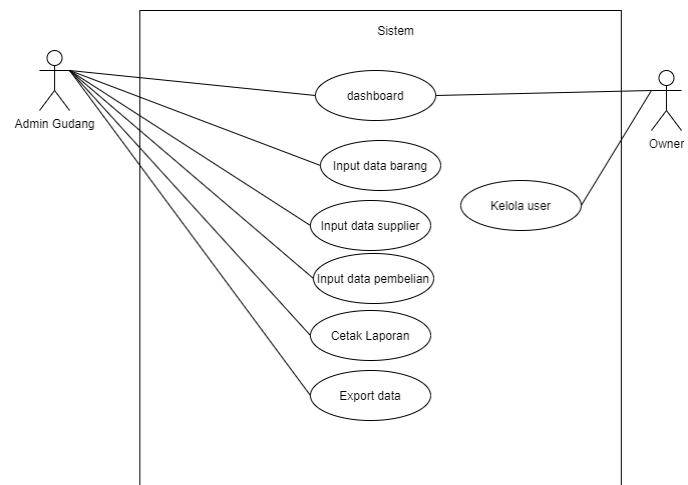 Sistem
Admin Gudang
dashboard
Owner
Input data barang
Kelola user
Input data supplier
Input data pembelian
Cetak Laporan
Export data